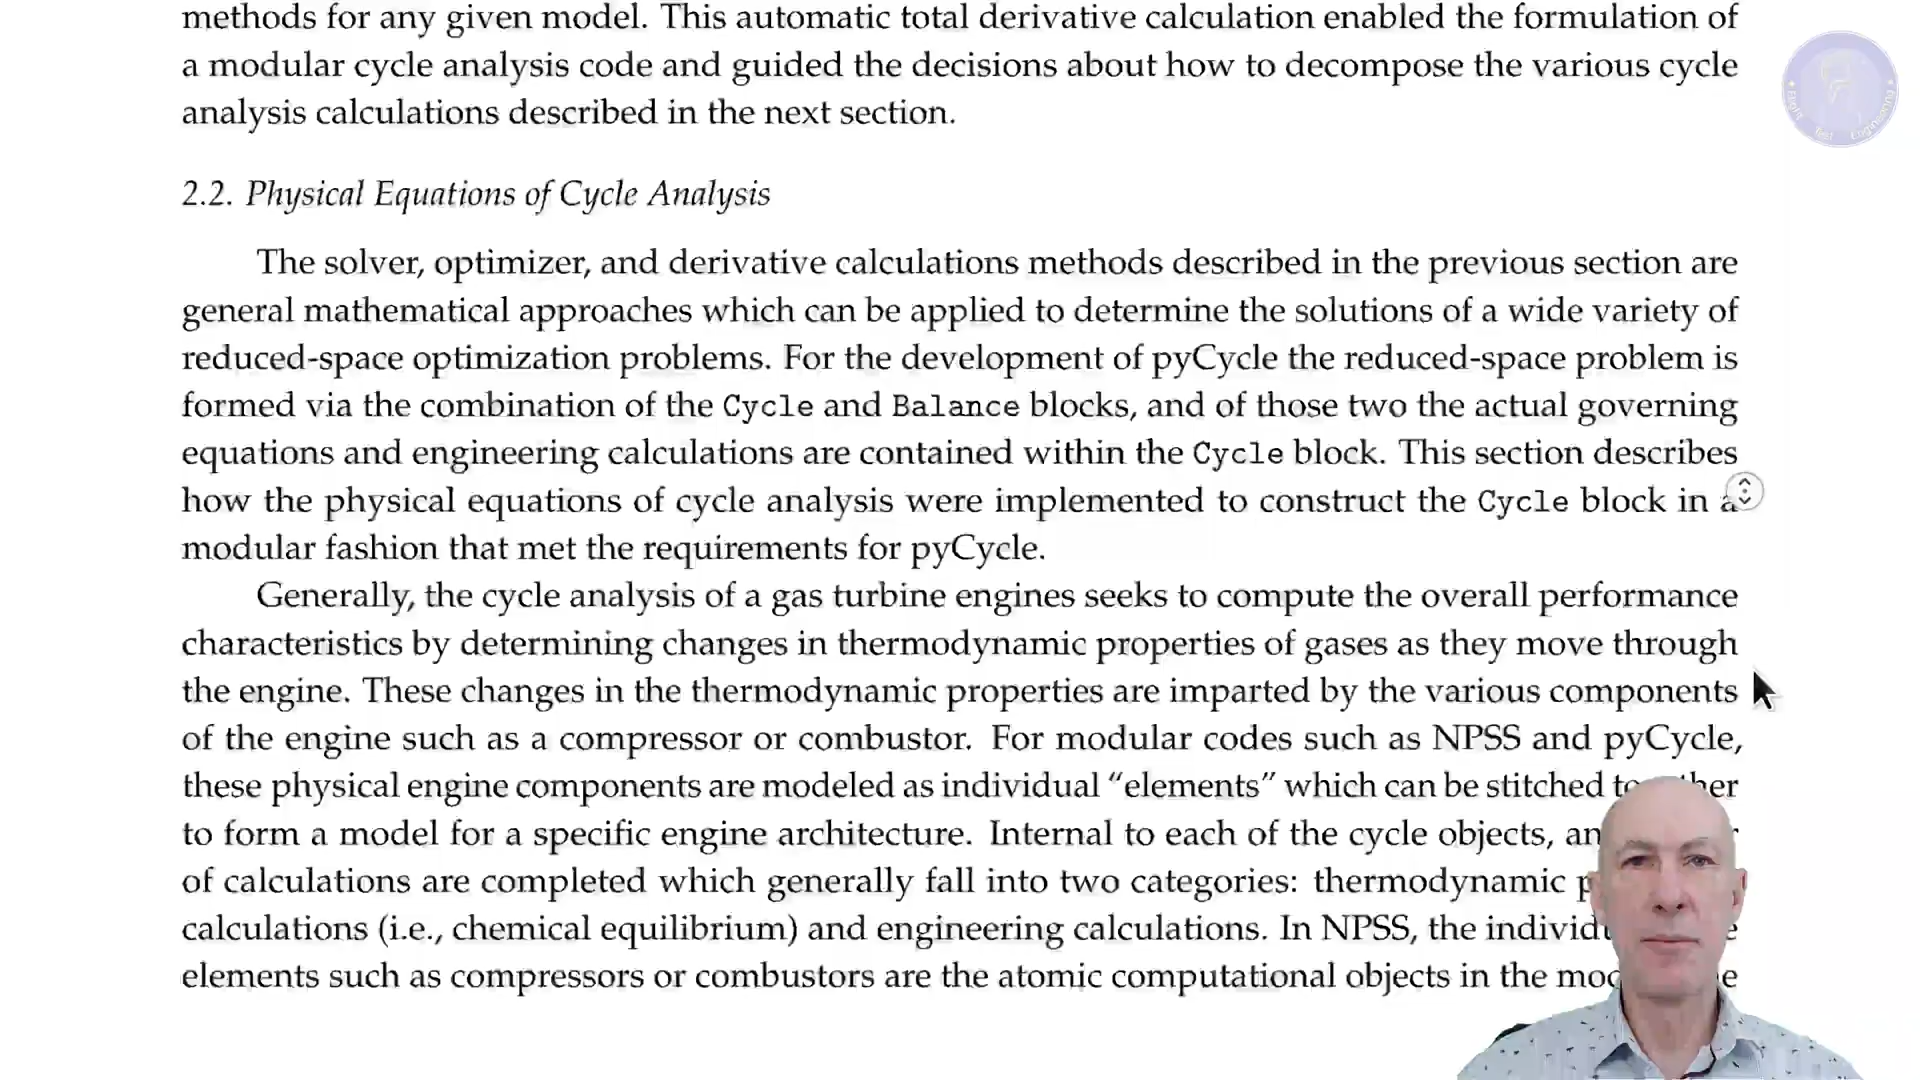 methods for any given model. This automatic total derivative calculation enabled the formulation of
a modular cycle analysis code and guided the decisions about how to decompose the various cycle
analysis calculations described in the next section.
2.2. Physical Equations of Cycle Analysis
The solver, optimizer, and derivative calculations methods described in the previous section are
general mathematical approaches which can be applied to determine the solutions of a wide variety of
reduced-space optimization problems. For the development of pyCycle the reduced-space problem is
formed via the combination of the Cycle and Balance blocks, and of those two the actual governing
equations and engineering calculations are contained within the Cycle block. This section describes
how the physical equations of cycle analysis were implemented to construct the Cycle block in a
modular fashion that met the requirements for pyCycle.
Generally, the cycle analysis of a gas turbine engines seeks to compute the overall performance
characteristics by determining changes in thermodynamic properties of gases as they move through
the engine. These changes in the thermodynamic properties are imparted by the various components
of the engine such as a compressor or combustor. For modular codes such as NPSS and pyCycle,
these physical engine components are modeled as individual “elements” which can be stitched
to form a model for a specific engine architecture. Internal to each of the cycle objects,
of calculations are completed which generally fall into two categories: thermodynamic
calculations (i.e., chemical equilibrium) and engineering calculations. In NPSS, the
elements such as compressors or combustors are the atomic computational objects in the
Flight Test Engineering